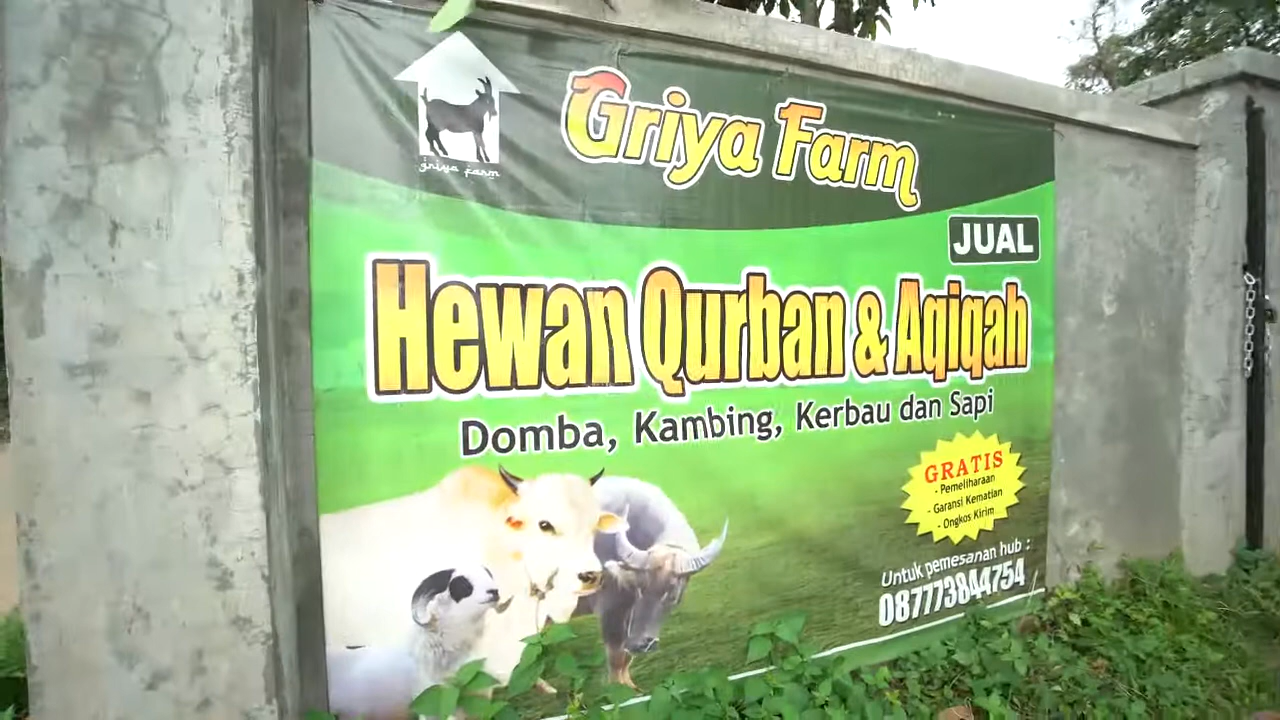 griya farm
Griya Farm
JUAL
Hewan Qurban & Aqiqah
Domba, Kambing, Kerbau dan Sapi
GRATIS
- Pemeliharaan
- Garansi Kematian
- Ongkos Kirim
Untuk pemesanan hub :
087773844754